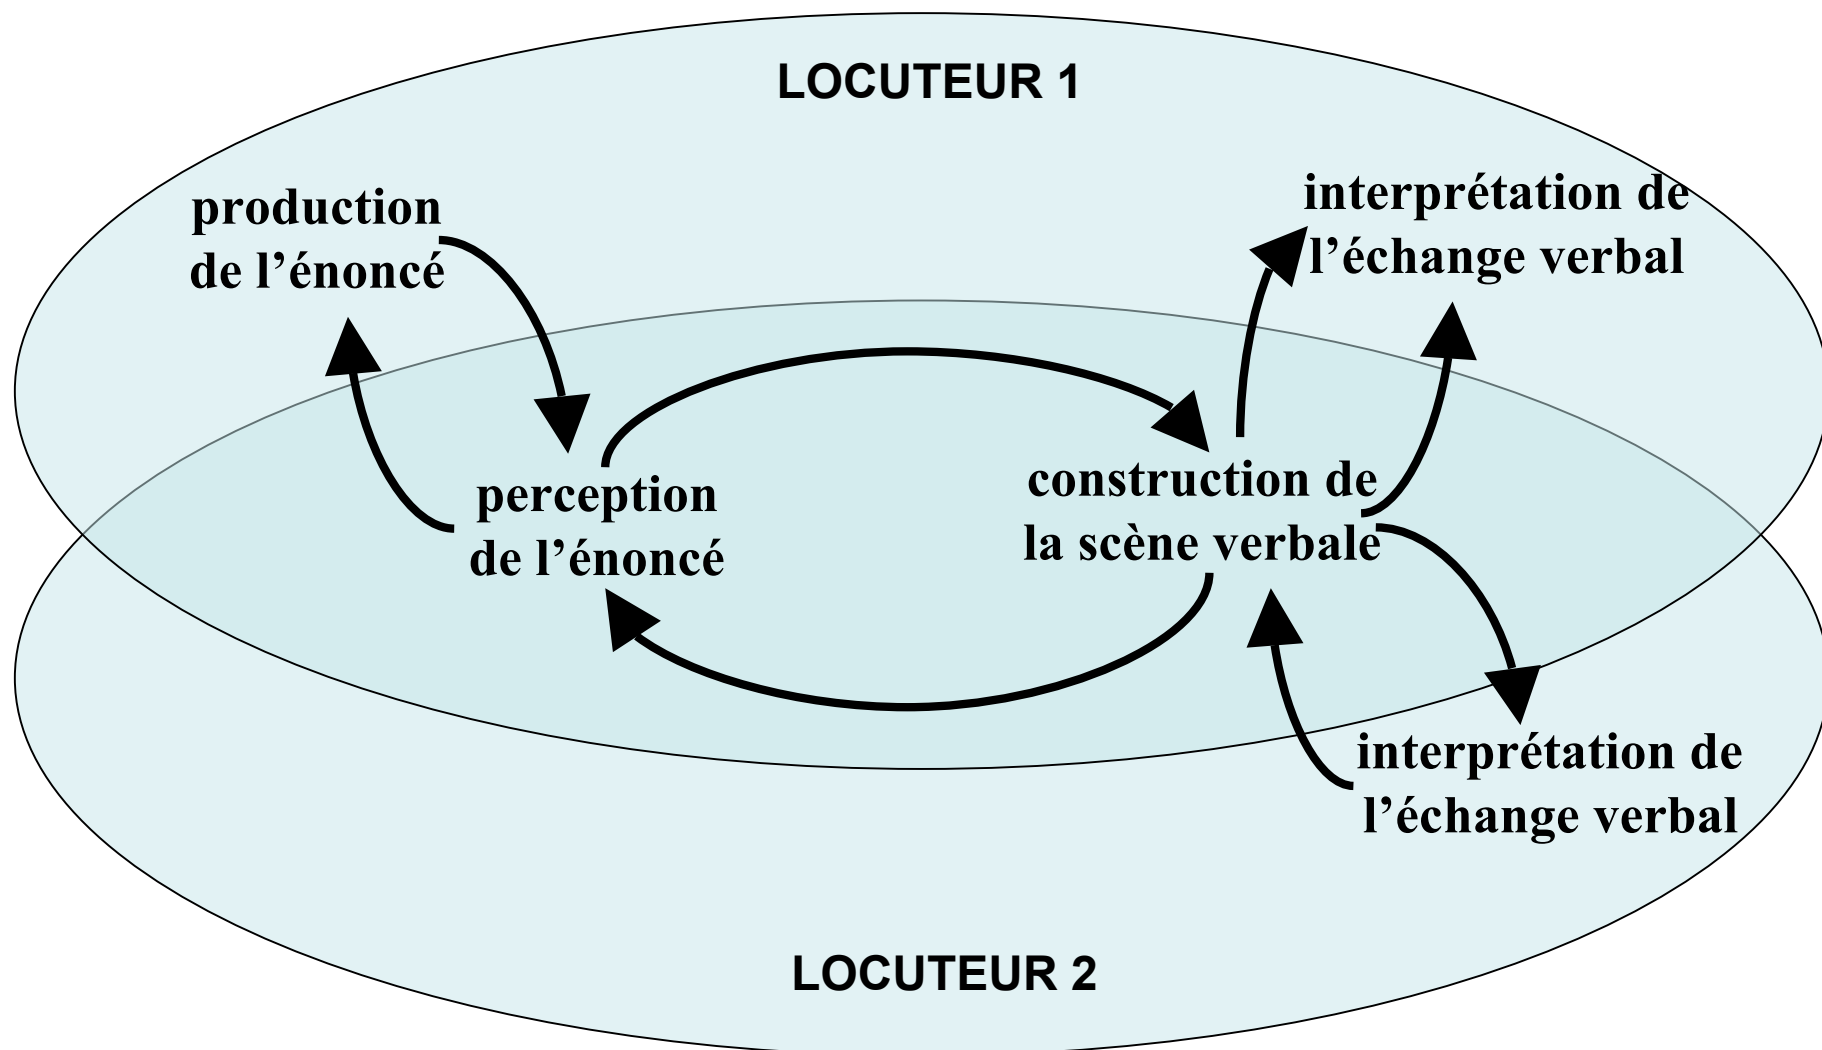 LOCUTEUR 1
production
de l’énoncé
interprétation de
l’échange verbal
perception
de l’énoncé
construction de
la scène verbale
interprétation de
l’échange verbal
LOCUTEUR 2